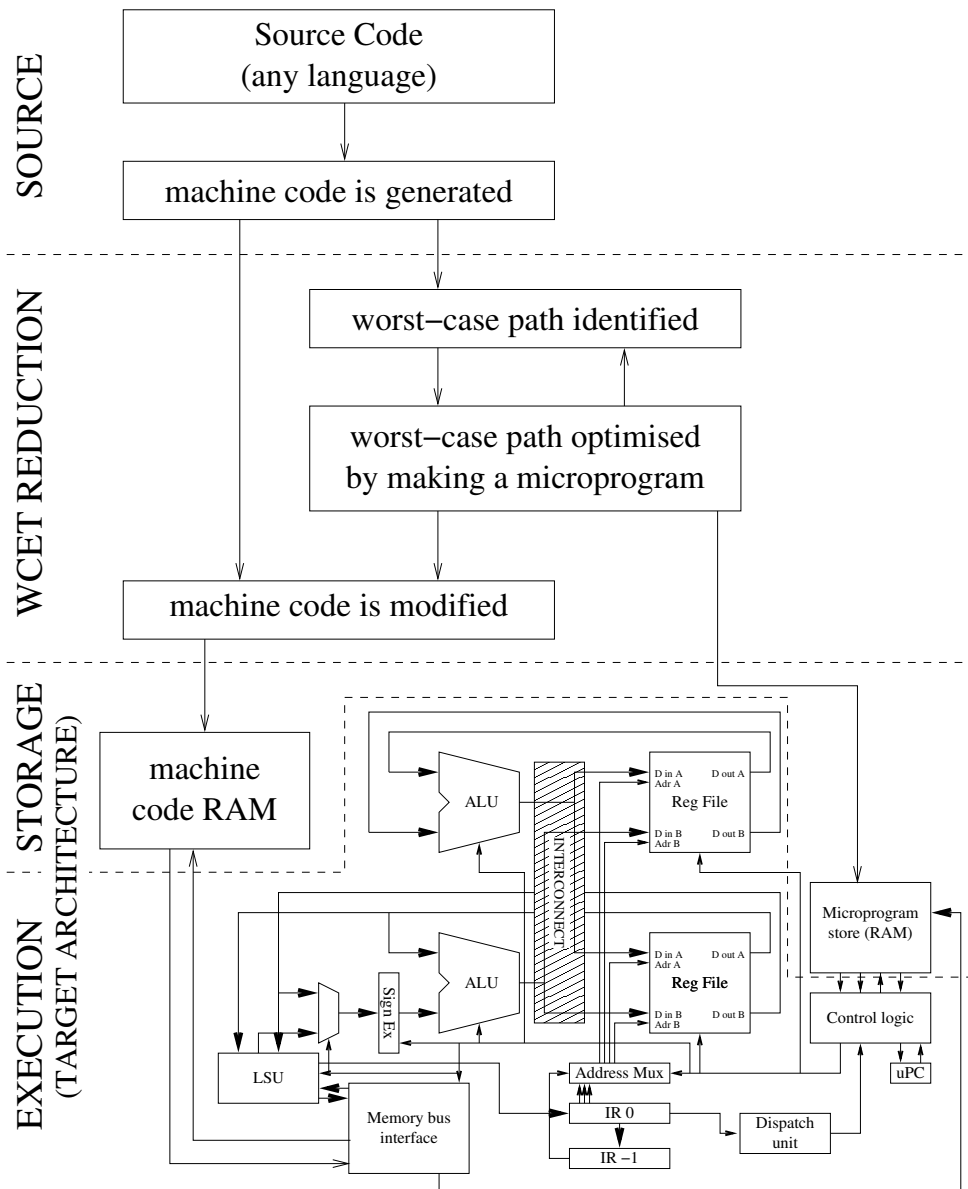 SOURCE
Source Code
(any language)
machine code is generated
WCET REDUCTION
worst−case path identified
worst−case path optimised
by making a microprogram
machine code is modified
STORAGE
EXECUTION
(TARGET ARCHITECTURE)
machine
code RAM
ALU
INTERCONNECT
D in A
Adr A
D out A
Reg File
D in B
Adr B
D out B
Microprogram
store (RAM)
ALU
Sign Ex
D in A
Adr A
D out A
Reg File
D in B
Adr B
D out B
Control logic
uPC
LSU
Memory bus
interface
Address Mux
IR 0
IR −1
Dispatch
unit